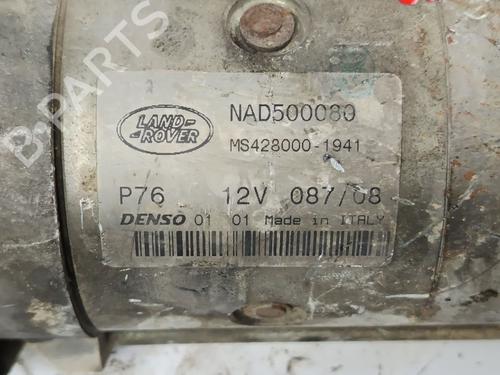 B-PARTS
LAND-
ROVER
NAD500080
MS428000-1941
P76 12V 087/08
DENSO 01 01 Made in ITALY